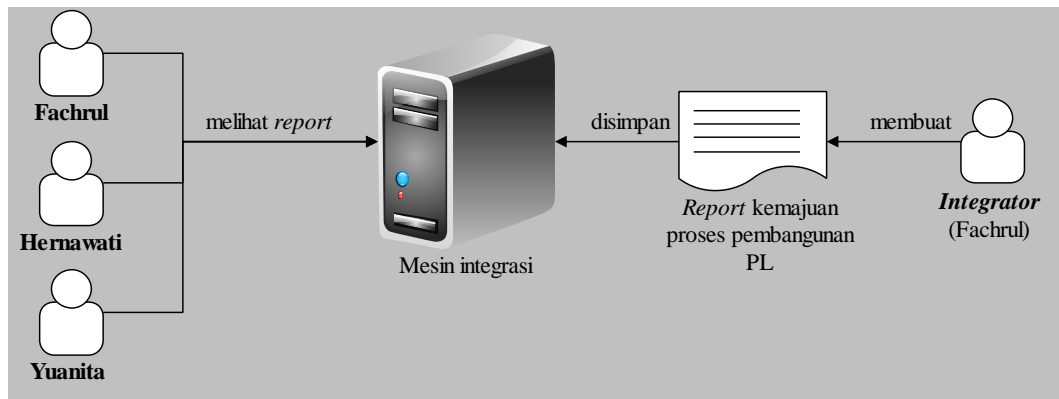 Fachrul
Hernawati
Yuanita
melihat report
Mesin integrasi
disimpan
Report kemajuan
proses pembangunan
PL
membuat
Integrator
(Fachrul)